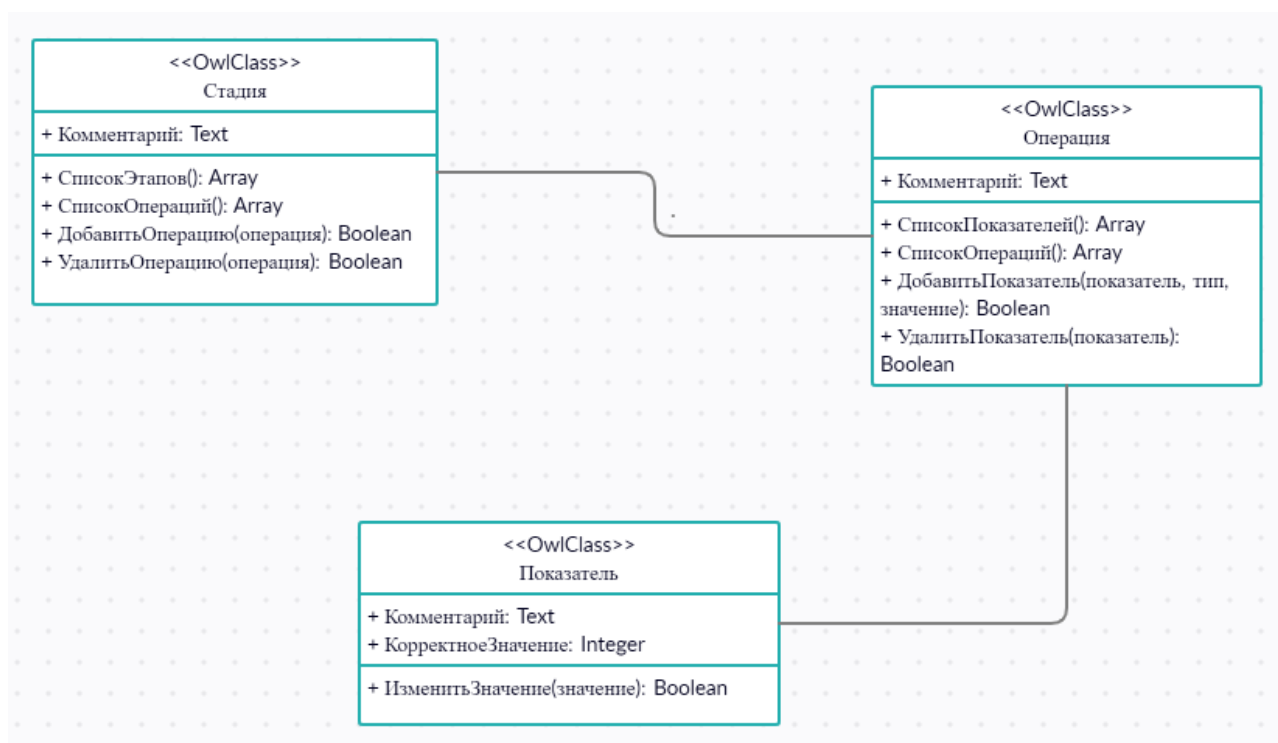 <<OwlClass>>
Стадия
+ Комментарий: Text
+ СписокЭтапов(): Array
+ СписокОпераций(): Array
+ ДобавитьОперацию(операция): Boolean
+ УдалитьОперацию(операция): Boolean
<<OwlClass>>
Операция
+ Комментарий: Text
+ СписокПоказателей(): Array
+ СписокОпераций(): Array
+ ДобавитьПоказатель(показатель, тип,
значение): Boolean
+ УдалитьПоказатель(показатель):
Boolean
<<OwlClass>>
Показатель
+ Комментарий: Text
+ КорректноеЗначение: Integer
+ ИзменитьЗначение(значение): Boolean